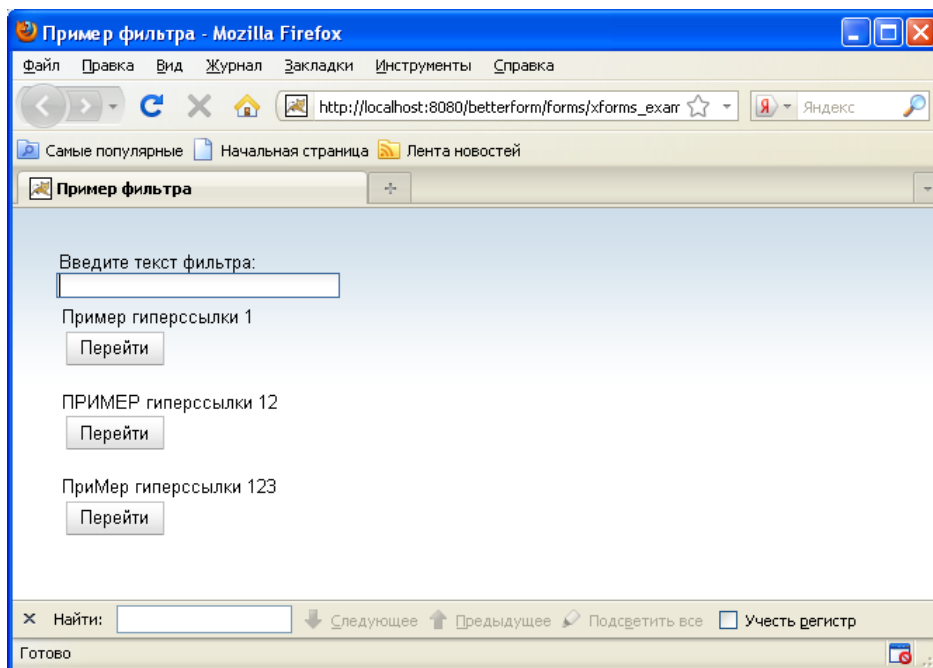 Пример фильтра - Mozilla Firefox
Файл Правка Вид Журнал Закладки Инструменты Справка
http://localhost:8080/betterform/forms/xforms_exam Я Яндекс
Самые популярные Начальная страница Лента новостей
Пример фильтра
Введите текст фильтра:
Пример гиперссылки 1
Перейти
ПРИМЕР гиперссылки 12
Перейти
ПриМер гиперссылки 123
Перейти
Найти: Следующее Предыдущее Подсветить все Учесть регистр
Готово